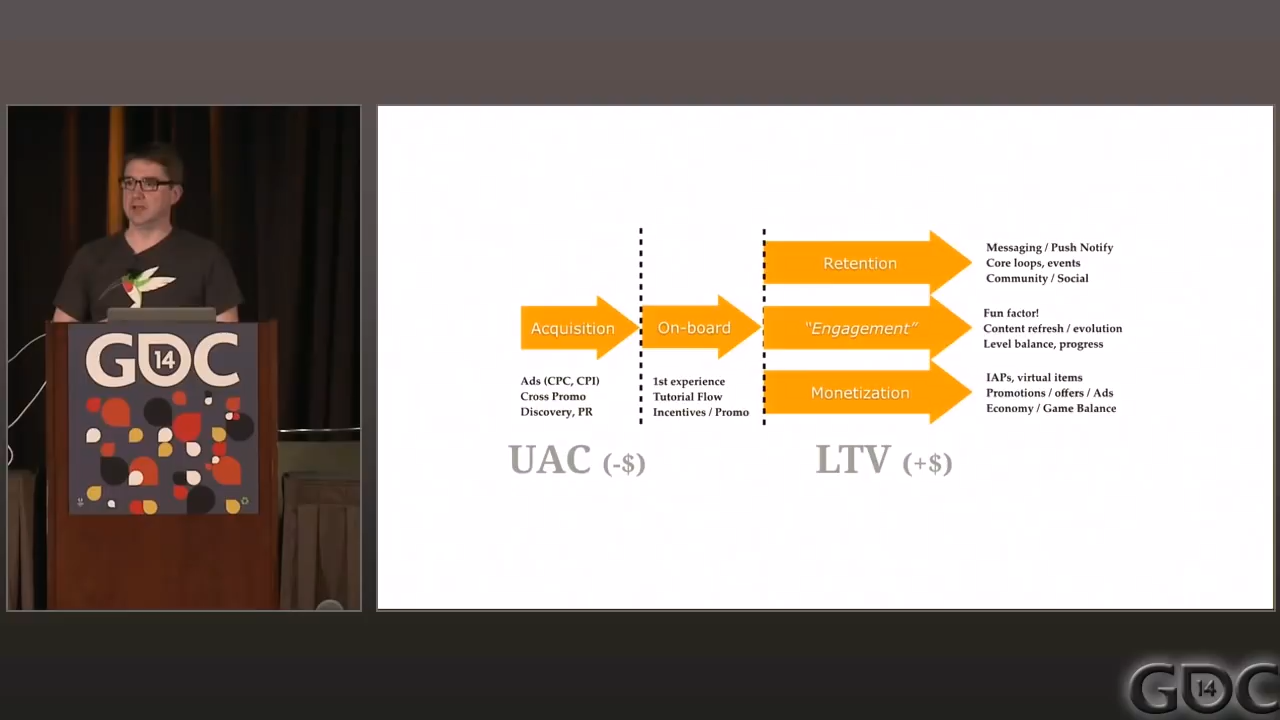 GDC
14
Retention
Messaging / Push Notify
Core loops, events
Community / Social
Acquisition
On-board
"Engagement"
Fun factor!
Content refresh / evolution
Level balance, progress
Ads (CPC, CPI)
Cross Promo
Discovery, PR
1st experience
Tutorial Flow
Incentives / Promo
Monetization
IAPs, virtual items
Promotions / offers / Ads
Economy / Game Balance
UAC (-$)
LTV (+$)
GDC
14